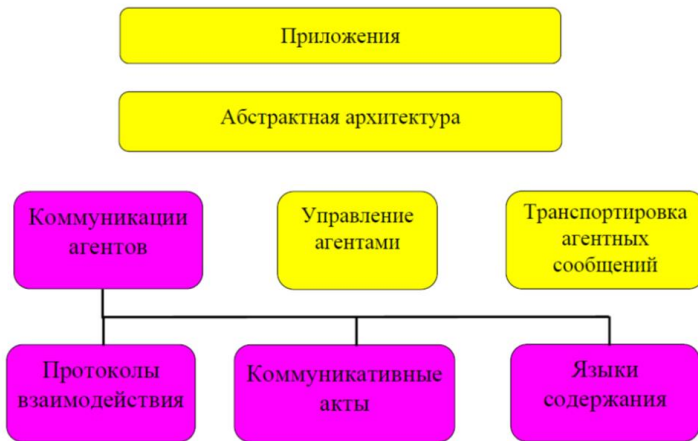 Приложения
Абстрактная архитектура
Коммуникации
агентов
Управление
агентами
Транспортировка
агентных
сообщений
Протоколы
взаимодействия
Коммуникативные
акты
Языки
содержания